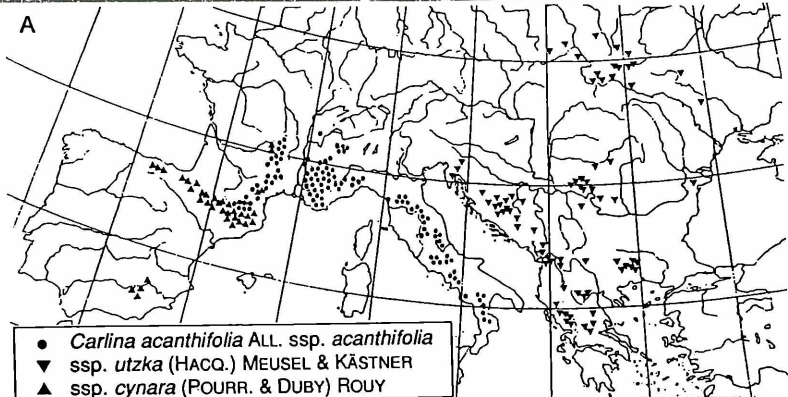 A
● Carlina acanthifolia ALL. ssp. acanthifolia
▼ ssp. utzka (HACQ.) MEUSEL & KÄSTNER
▲ ssp. cynara (POURR. & DUBY) ROUY